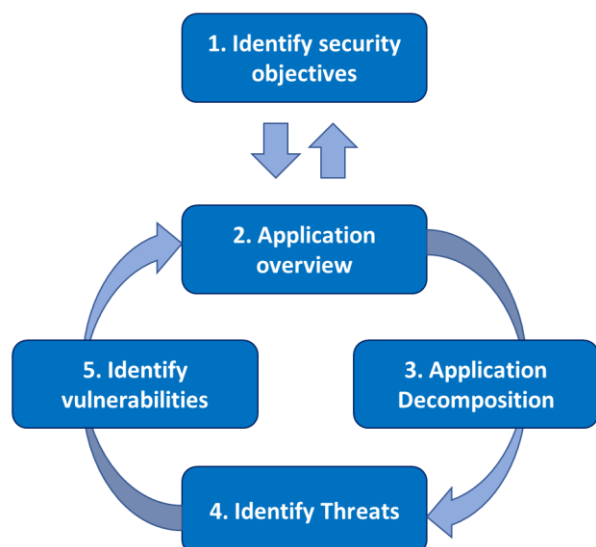 1. Identify security
objectives
2. Application
overview
3. Application
Decomposition
4. Identify Threats
5. Identify
vulnerabilities